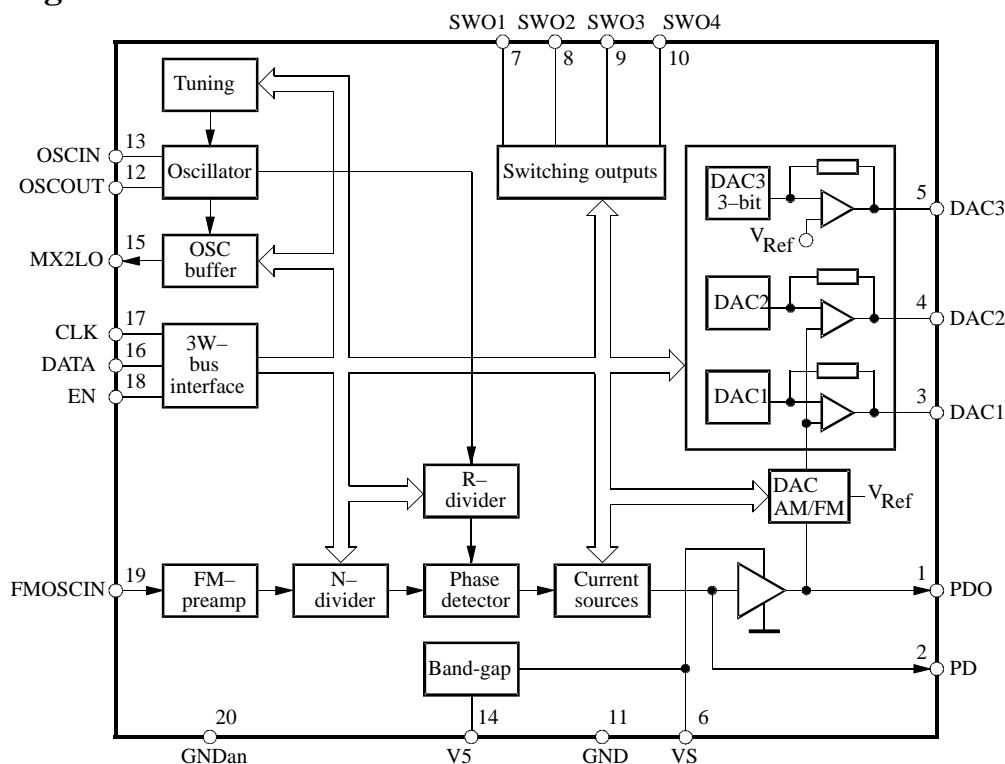 SWO1 SWO2 SWO3 SWO4
7 8 9 10
Tuning
13
OSCIN
Oscillator
12
OSCOUT
Switching outputs
DAC3
3–bit
5
DAC3
VRef
15
MX2LO
OSC
buffer
DAC2
4
DAC2
17
CLK
16
DATA
18
EN
3W–
bus
interface
DAC1
3
DAC1
R–
divider
DAC
AM/FM
VRef
19
FMOSCIN
FM–
preamp
N–
divider
Phase
detector
Current
sources
1
PDO
2
PD
Band-gap
20 14 11 6
GNDan V5 GND VS